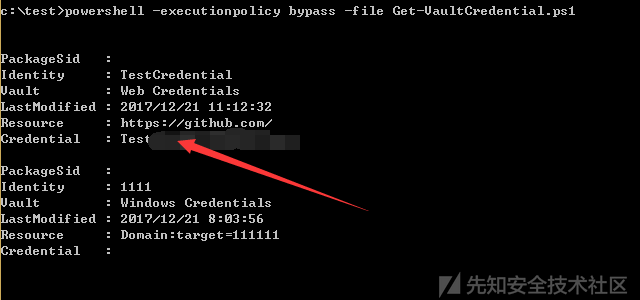 c:\test>powershell -executionpolicy bypass -file Get-VaultCredential.ps1
PackageSid :
Identity : TestCredential
Vault : Web Credentials
LastModified : 2017/12/21 11:12:32
Resource : https://github.com/
Credential : Test
PackageSid :
Identity : 1111
Vault : Windows Credentials
LastModified : 2017/12/21 8:03:56
Resource : Domain:target=111111
Credential :
先知安全技术社区